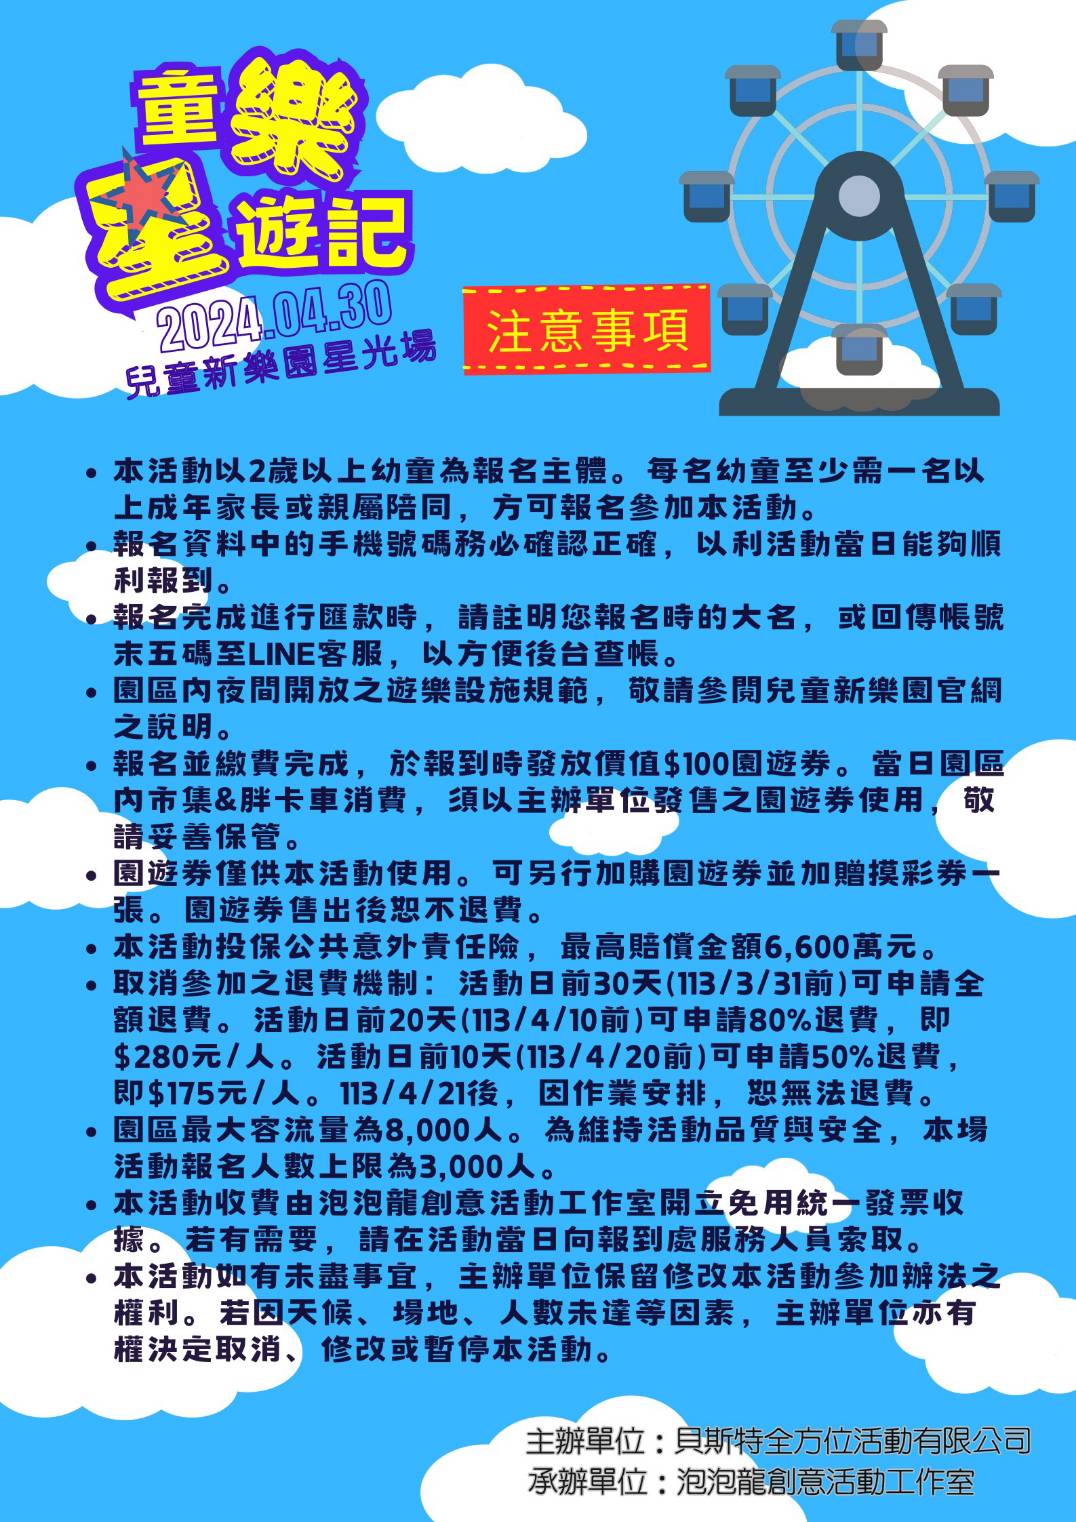 童樂
星遊記
2024.04.30
兒童新樂園星光場
注意事項
• 本活動以2歲以上幼童為報名主體。每名幼童至少需一名以
上成年家長或親屬陪同，方可報名參加本活動。
• 報名資料中的手機號碼務必確認正確，以利活動當日能夠順
利報到。
• 報名完成進行匯款時，請註明您報名時的大名，或回傳帳號
末五碼至LINE客服，以方便後台查帳。
• 園區內夜間開放之遊樂設施規範，敬請參閱兒童新樂園官網
之說明。
• 報名並繳費完成，於報到時發放價值$100園遊券。當日園區
內市集&胖卡車消費，須以主辦單位發售之園遊券使用，敬
請妥善保管。
• 園遊券僅供本活動使用。可另行加購園遊券並加贈摸彩券一
張。園遊券售出後恕不退費。
• 本活動投保公共意外責任險，最高賠償金額6,600萬元。
• 取消參加之退費機制：活動日前30天(113/3/31前)可申請全
額退費。活動日前20天(113/4/10前)可申請80%退費，即
$280元/人。活動日前10天(113/4/20前)可申請50%退費，
即$175元/人。113/4/21後，因作業安排，恕無法退費。
• 園區最大容流量為8,000人。為維持活動品質與安全，本場
活動報名人數上限為3,000人。
• 本活動收費由泡泡龍創意活動工作室開立免用統一發票收
據。若有需要，請在活動當日向報到處服務人員索取。
• 本活動如有未盡事宜，主辦單位保留修改本活動參加辦法之
權利。若因天候、場地、人數未達等因素，主辦單位亦有
權決定取消、修改或暫停本活動。
主辦單位：貝斯特全方位活動有限公司
承辦單位：泡泡龍創意活動工作室